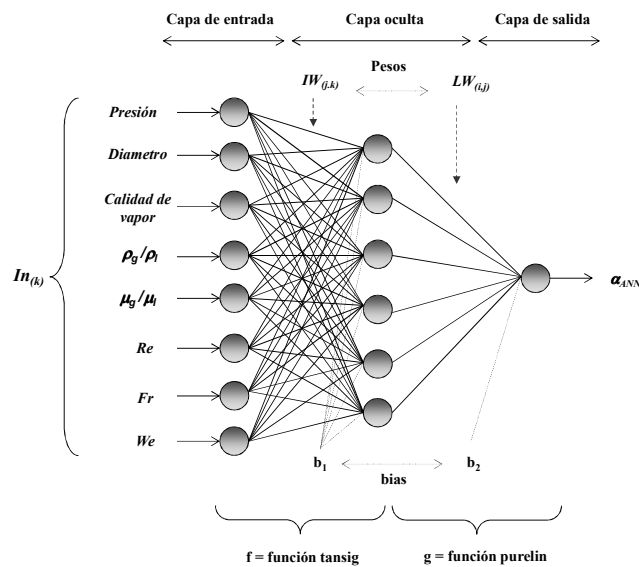 Capa de entrada
Capa oculta
Capa de salida
Pesos
IW(j,k)
LW(i,j)
Presión
Diametro
Calidad de
vapor
ρg/ρl
μg/μl
Re
Fr
We
In(k)
αANN
b1
b2
bias
f = función tansig
g = función purelin